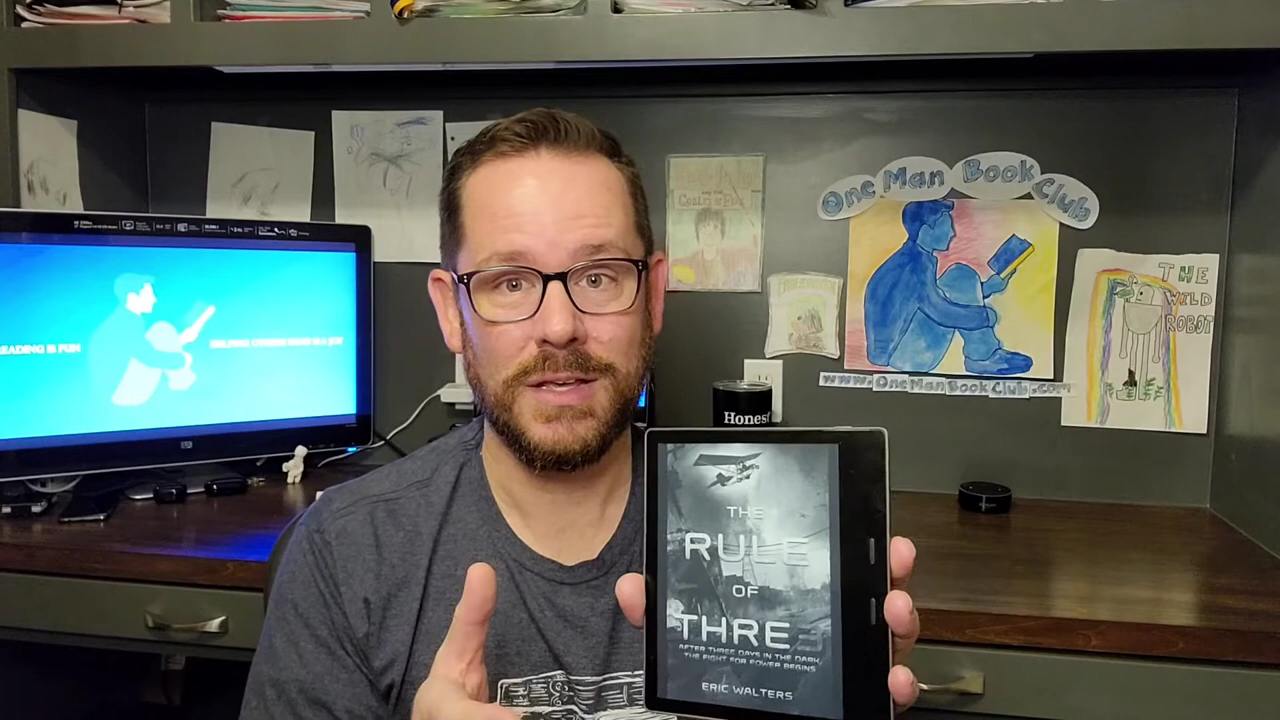 One Man Book Club
THE
WILD
ROBOT
www.OneManBookClub.com
READING IS FUN
Honest
THE
RULE
OF
THREE
AFTER THREE DAYS IN THE DARK,
THE FIGHT FOR POWER BEGINS
ERIC WALTERS